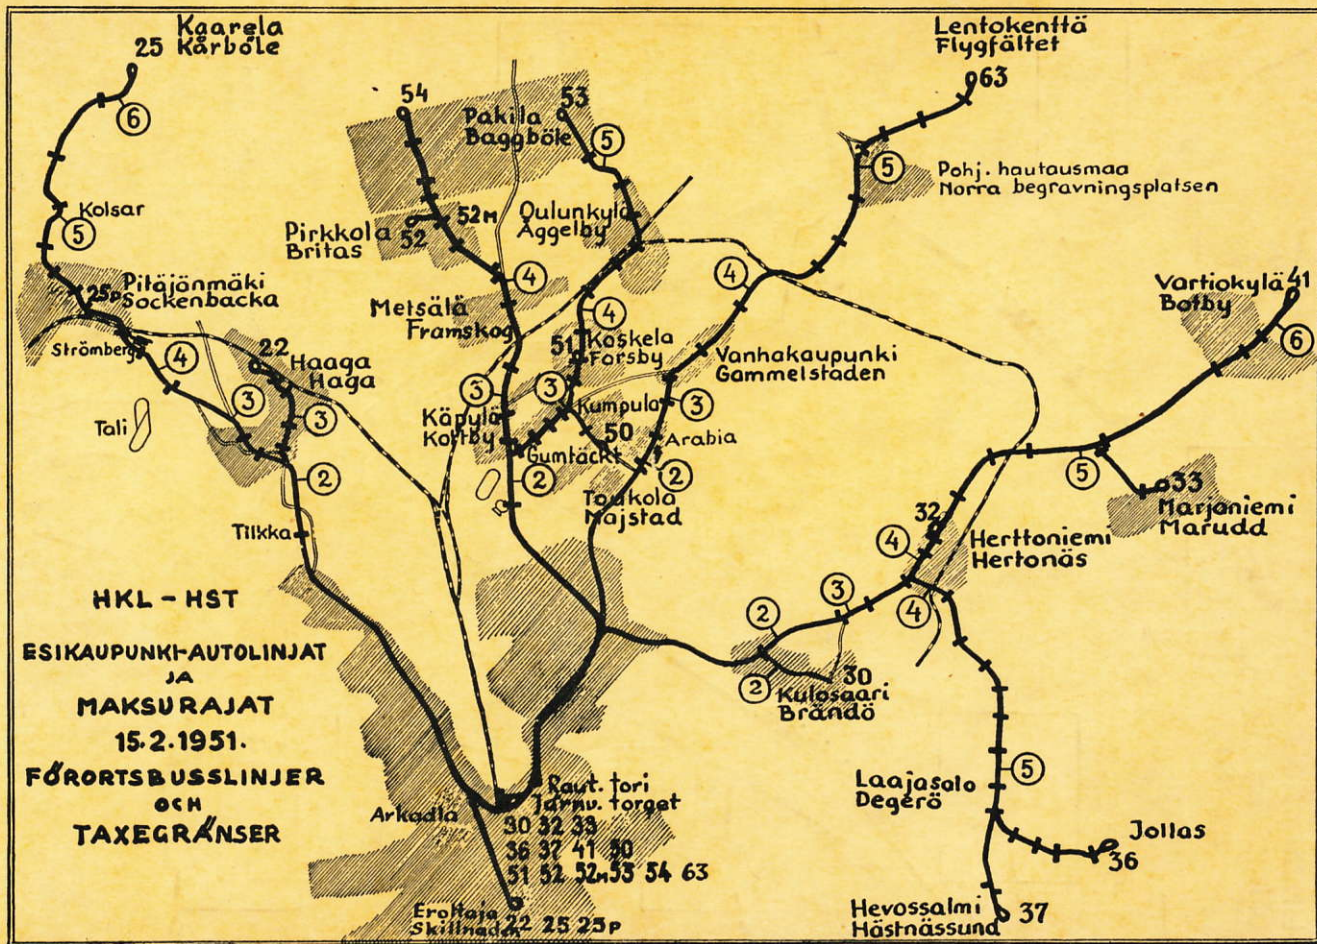 Kaarela
25 Kårböle
6
Kolsar
5
Pitäjänmäki
25p Sockenbacka
Strömberg
4
22
Haaga
Haga
3
3
Tali
2
Tilkka
54
53
Pakila
Baggböle
5
52M
Pirkkola 52
Britas
Oulunkylä
Åggelby
4
Metsälä
Framskog
4
51 Koskela
Forsby
3
3
Käpylä
Kottby
Kumpula
50
Gumtäckt
2
Lentokenttä
Flygfältet
63
5
Pohj. hautausmaa
Norra begravningsplatsen
4
Vanhakaupunki
Gammelstaden
3
Arabia
2
Toukola
Majstad
Vartiokylä 41
Botby
6
5
33
Marjaniemi
Marudd
32
4
Herttoniemi
Hertonäs
3
4
2
2
30
Kulosaari
Brändö
5
Laajasalo
Degerö
Jollas
36
Hevossalmi
Hästnässund
37
HKL - HST
ESIKAUPUNKI-AUTOLINJAT
JA
MAKSURAJAT
15.2.1951.
FÖRORTSBUSSLINJER
OCH
TAXEGRÄNSER
Arkadia
Raut. tori
Järnv. torget
30 32 33
36 37 41 50
51 52 52M 53 54 63
Erottaja
Skillnaden 22 25 25p